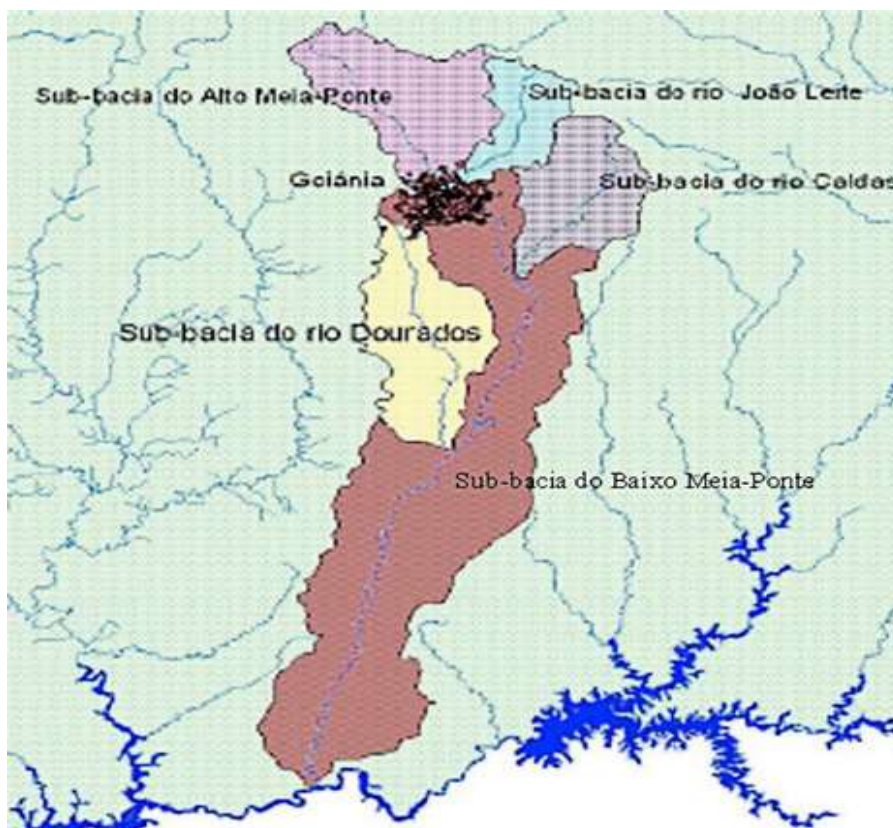 Sub-bacia do Alto Meia-Ponte
Sub-bacia do rio João Leite
Goiânia
Sub-bacia do rio Caldas
Sub-bacia do rio Dourados
Sub-bacia do Baixo Meia-Ponte